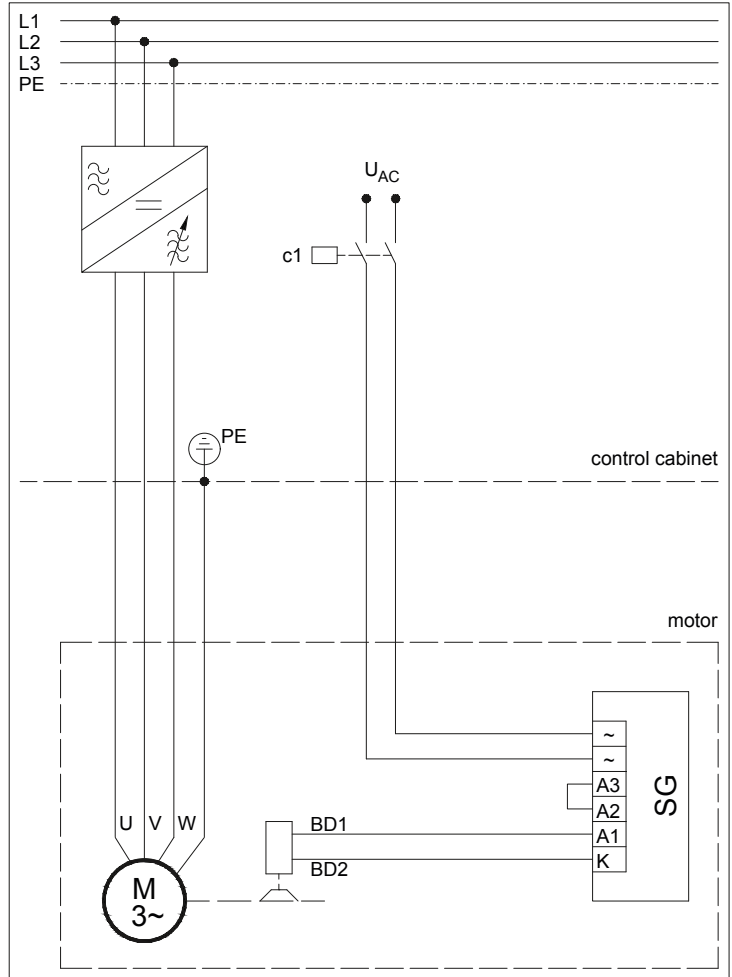 L1
L2
L3
PE
U_AC
c1
PE
control cabinet
motor
~
~
A3
A2
A1
K
SG
U V W
BD1
BD2
M
3~